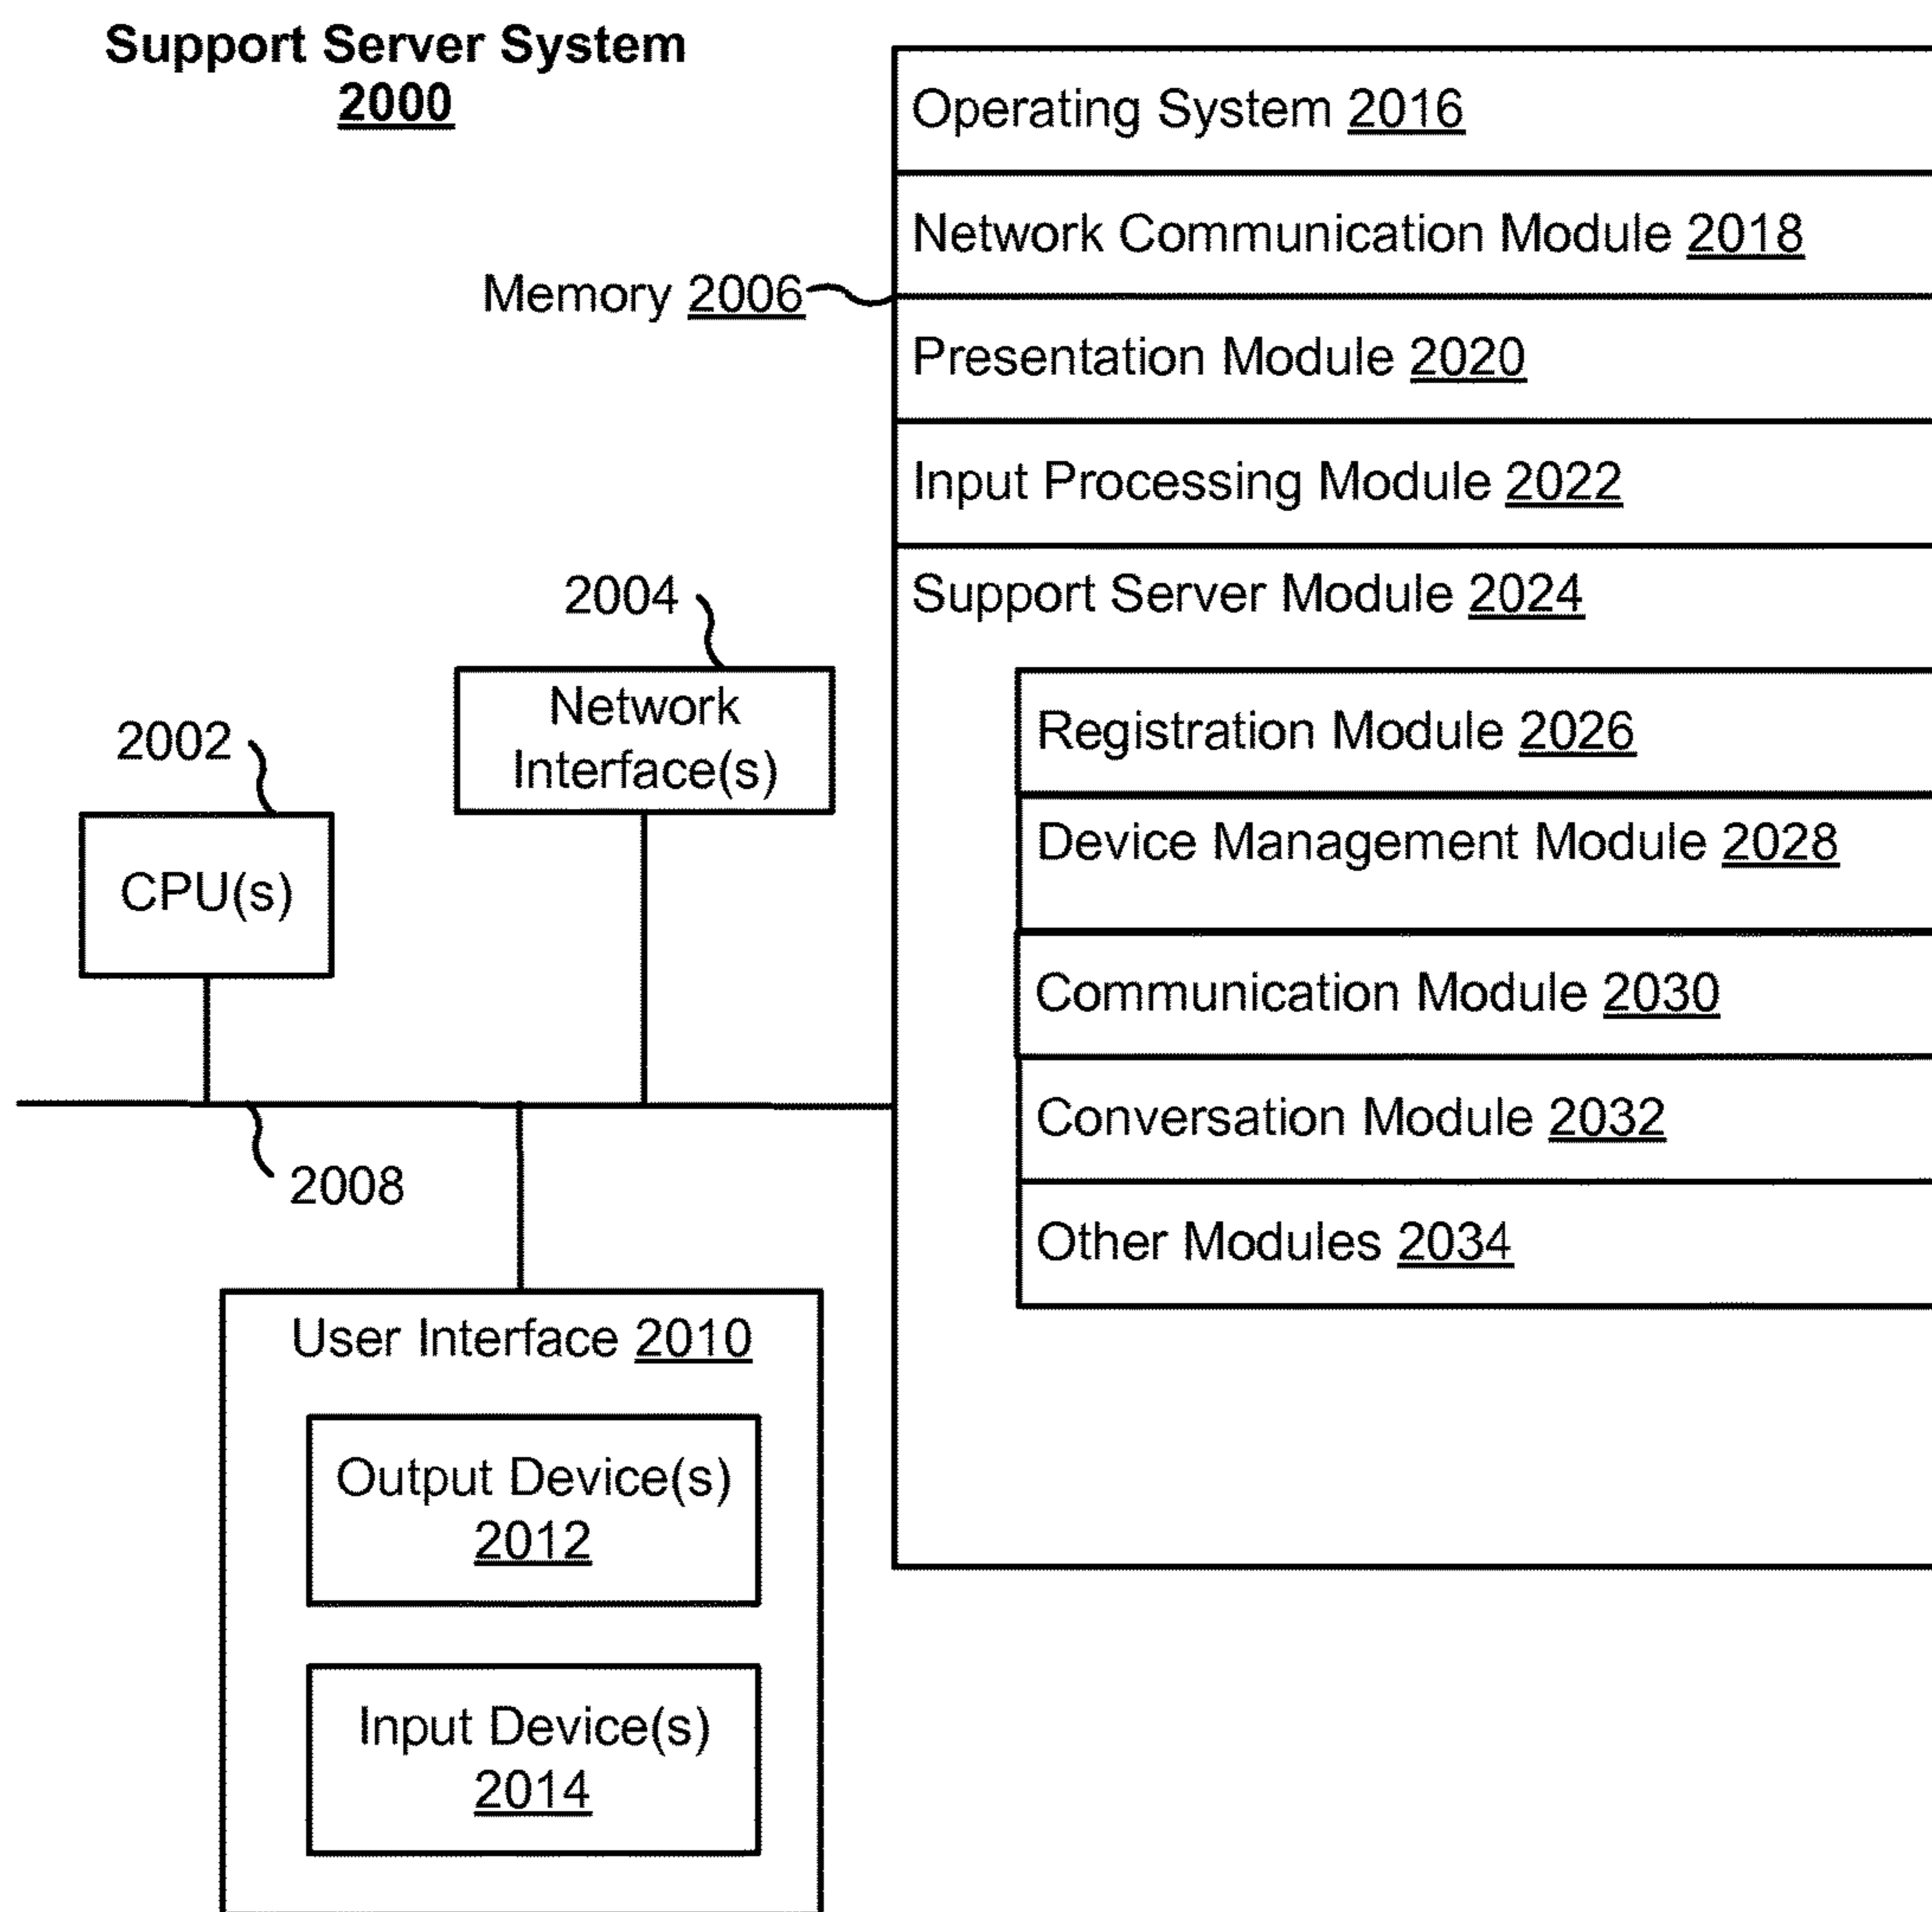 Support Server System
2000
Operating System 2016
Network Communication Module 2018
Memory 2006
Presentation Module 2020
Input Processing Module 2022
Support Server Module 2024
2004
Network
Interface(s)
Registration Module 2026
2002
Device Management Module 2028
CPU(s)
Communication Module 2030
Conversation Module 2032
2008
Other Modules 2034
User Interface 2010
Output Device(s)
2012
Input Device(s)
2014